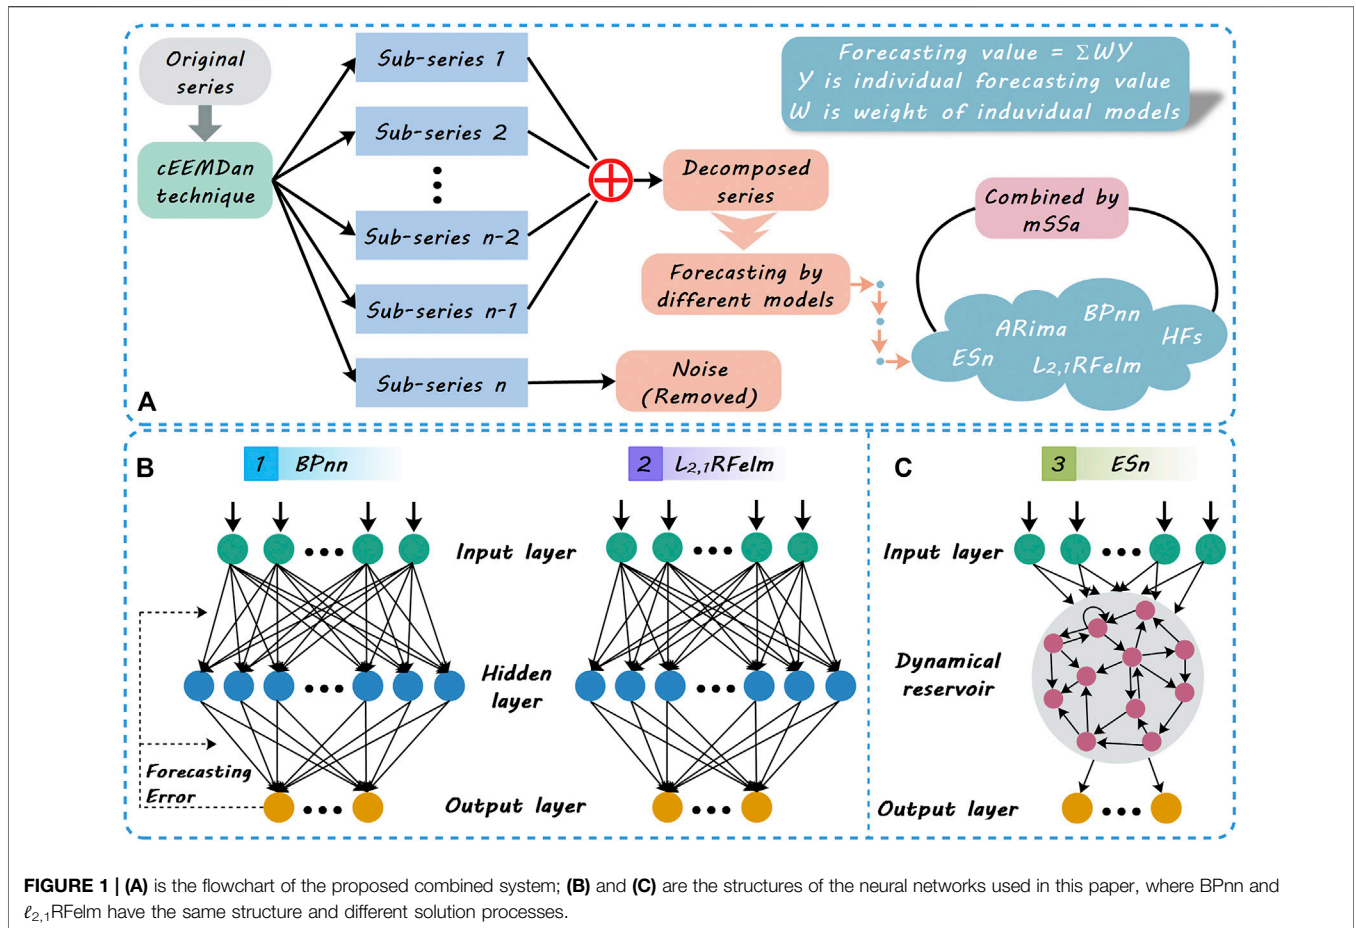 Original
series
cEEMDan
technique
Sub-series 1
Sub-series 2
Sub-series n-2
Sub-series n-1
Sub-series n
Decomposed
series
Forecasting by
different models
Noise
(Removed)
Forecasting value = ΣWY
Y is individual forecasting value
W is weight of induvidual models
Combined by
mSSa
ARima
BPnn
HFs
ESn
L2,1RFelm
A
B
1 BPnn
2 L2,1RFelm
C
3 ESn
Input layer
Hidden
layer
Output layer
Forecasting
Error
Input layer
Dynamical
reservoir
Output layer
FIGURE 1 | (A) is the flowchart of the proposed combined system; (B) and (C) are the structures of the neural networks used in this paper, where BPnn and
ℓ2,1RFelm have the same structure and different solution processes.